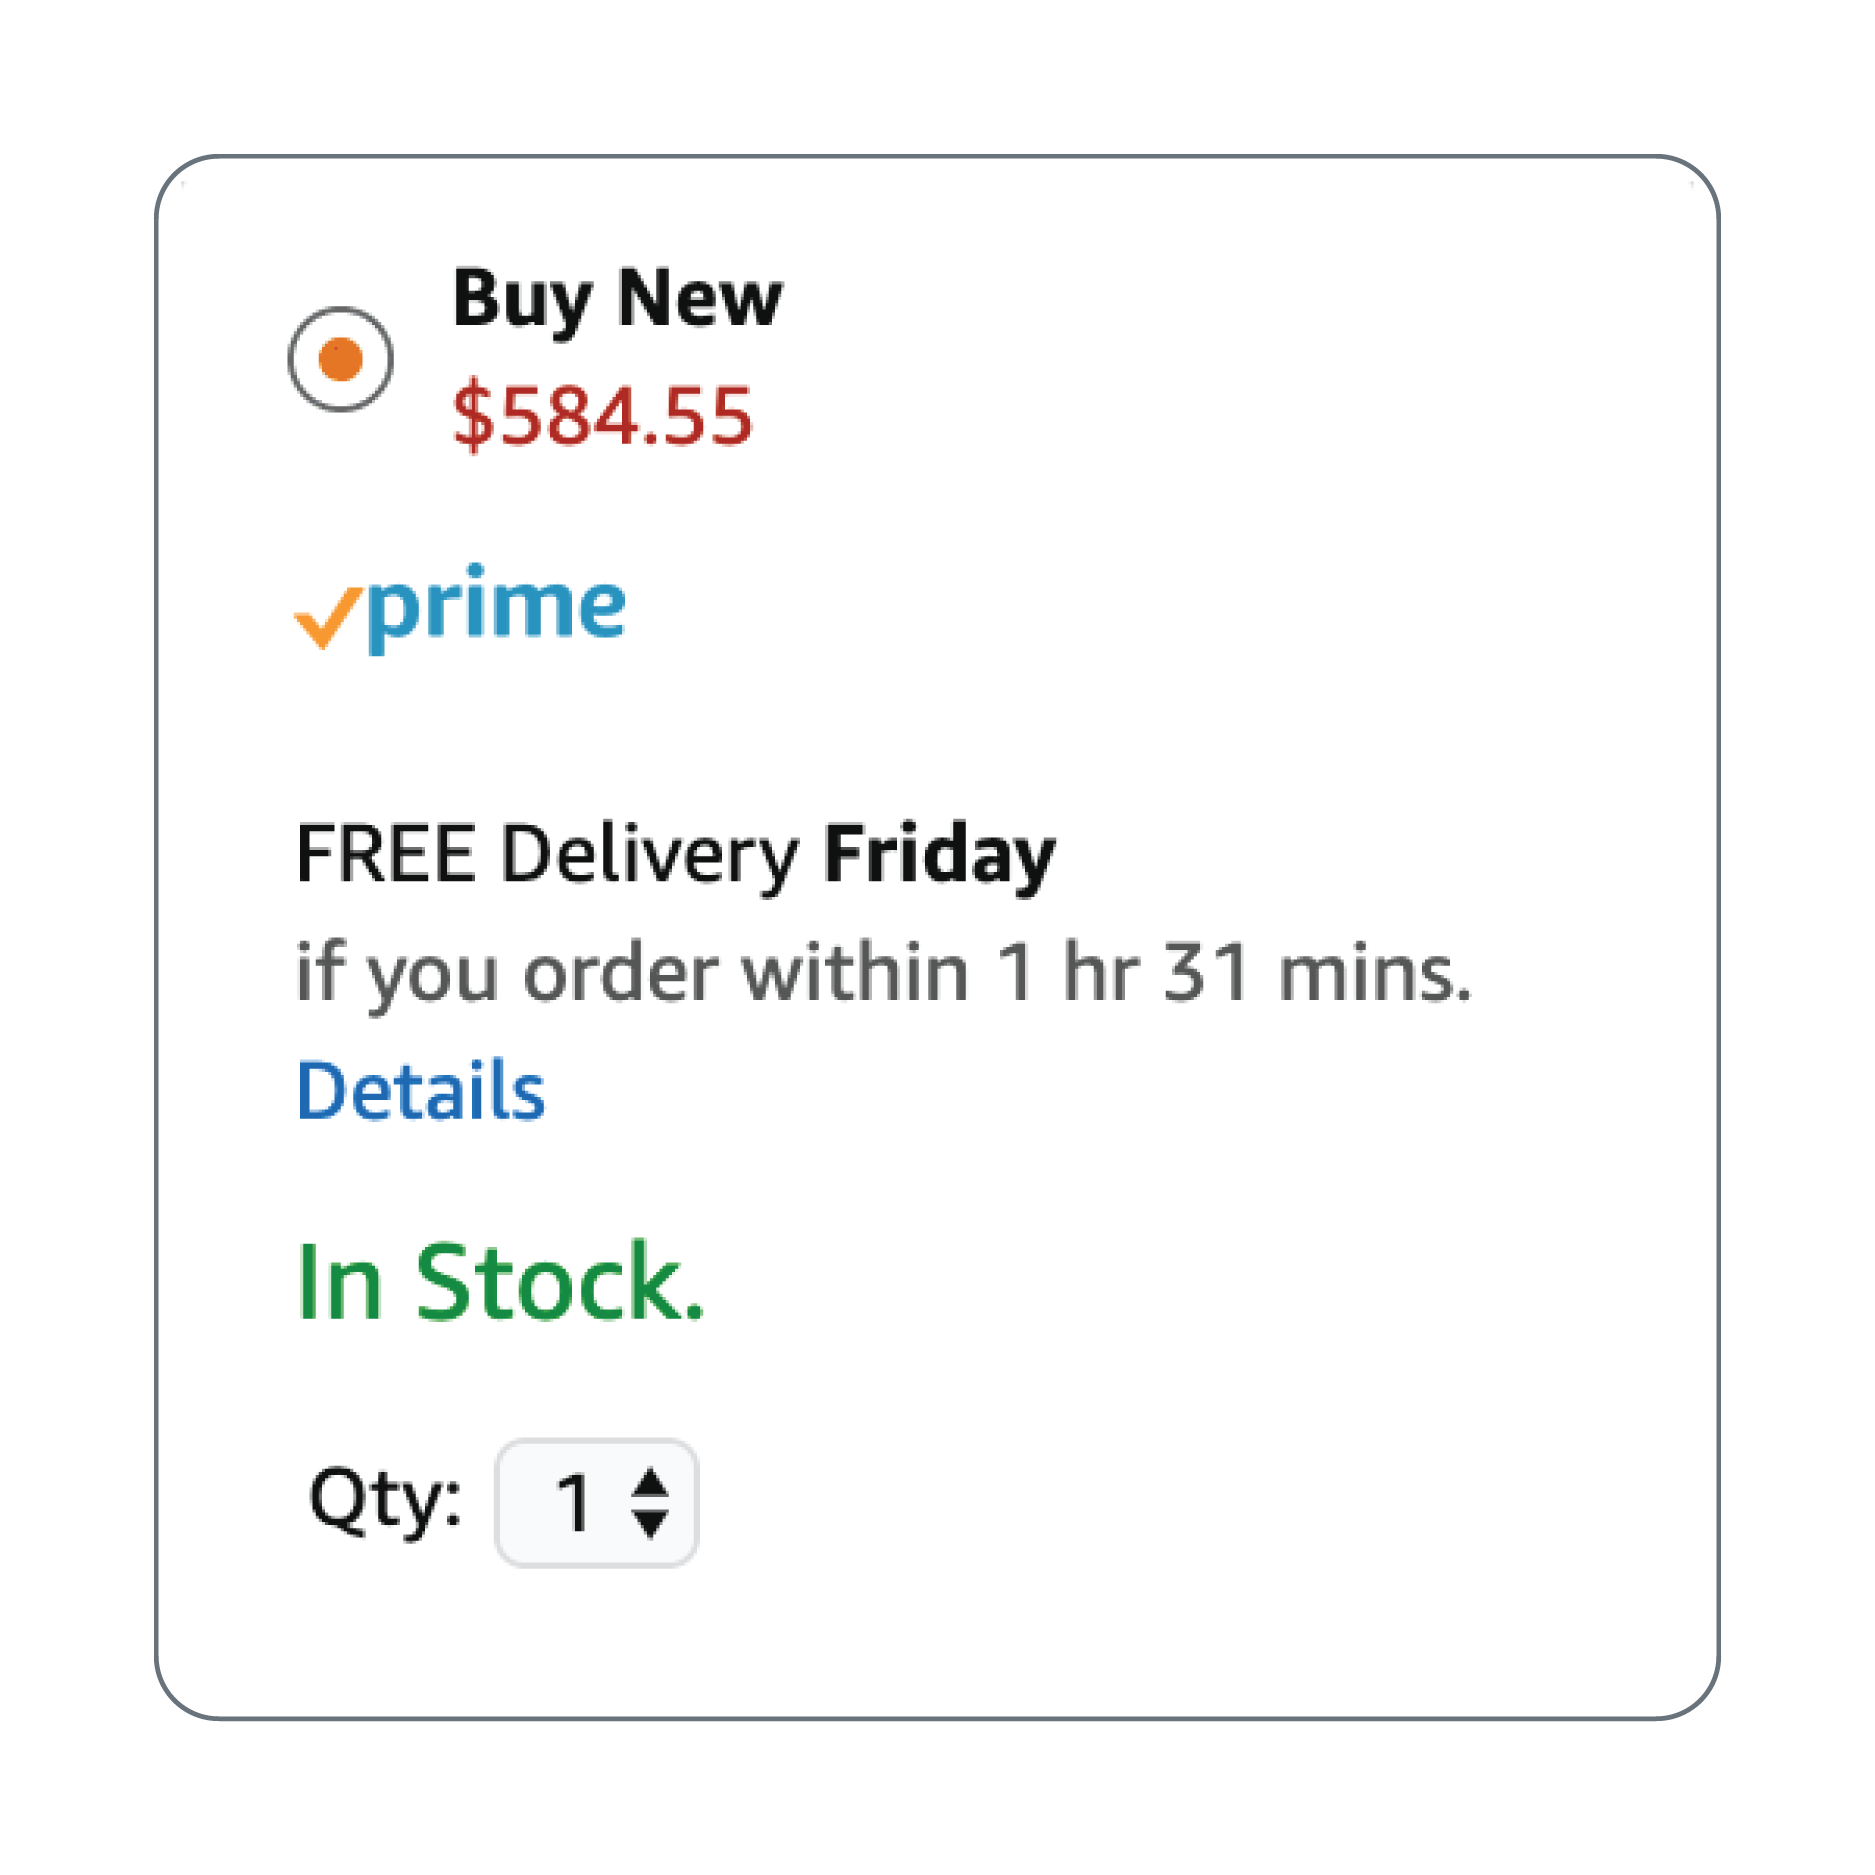 Buy New
$584.55
prime
FREE Delivery Friday
if you order within 1 hr 31 mins.
Details
In Stock.
Qty: 1